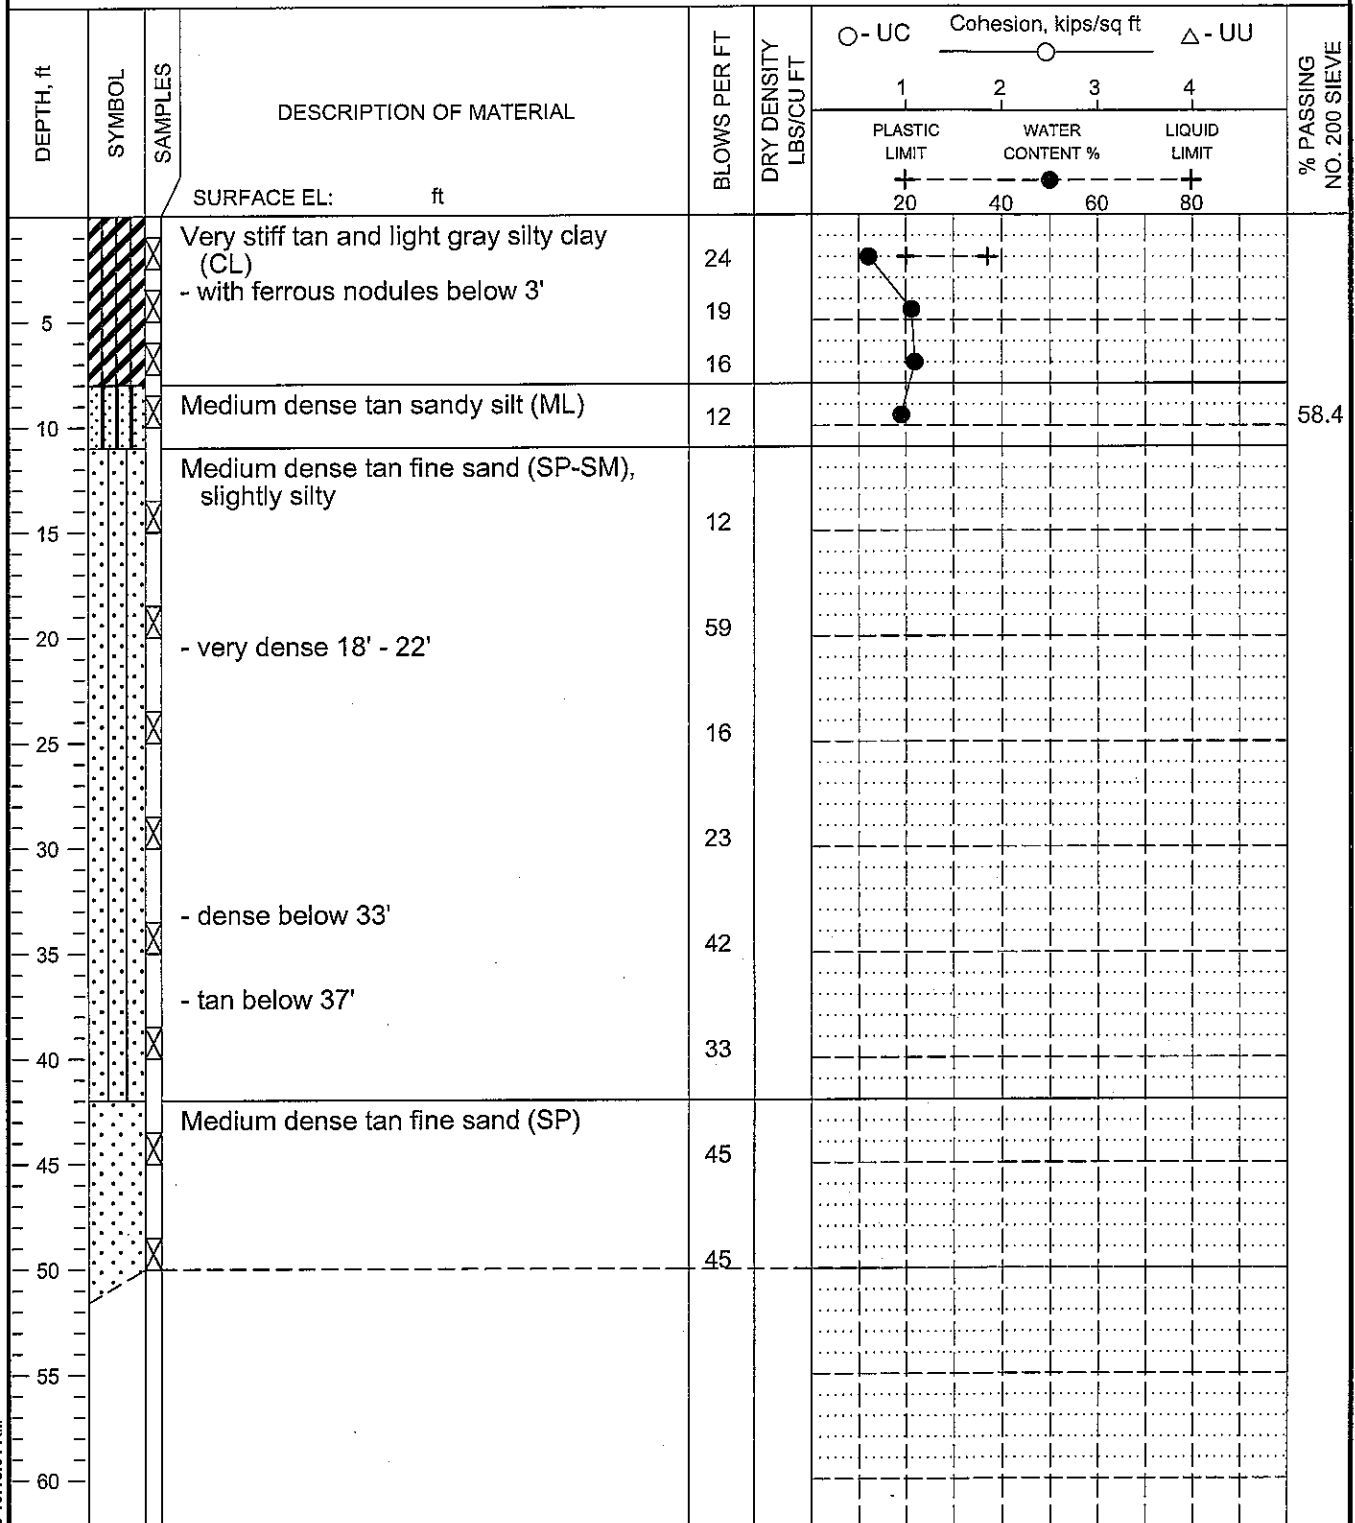 DEPTH, ft
SYMBOL
SAMPLES
DESCRIPTION OF MATERIAL
SURFACE EL: ft
BLOWS PER FT
DRY DENSITY
LBS/CU FT
○- UC Cohesion, kips/sq ft △- UU
1 2 3 4
PLASTIC LIMIT
WATER CONTENT %
LIQUID LIMIT
20 40 60 80
% PASSING
NO. 200 SIEVE
Very stiff tan and light gray silty clay
(CL)
24
- with ferrous nodules below 3'
5
19
16
Medium dense tan sandy silt (ML)
12
58.4
10
Medium dense tan fine sand (SP-SM),
slightly silty
12
15
59
20
- very dense 18' - 22'
16
25
23
30
- dense below 33'
42
35
- tan below 37'
33
40
Medium dense tan fine sand (SP)
45
45
45
50
55
60